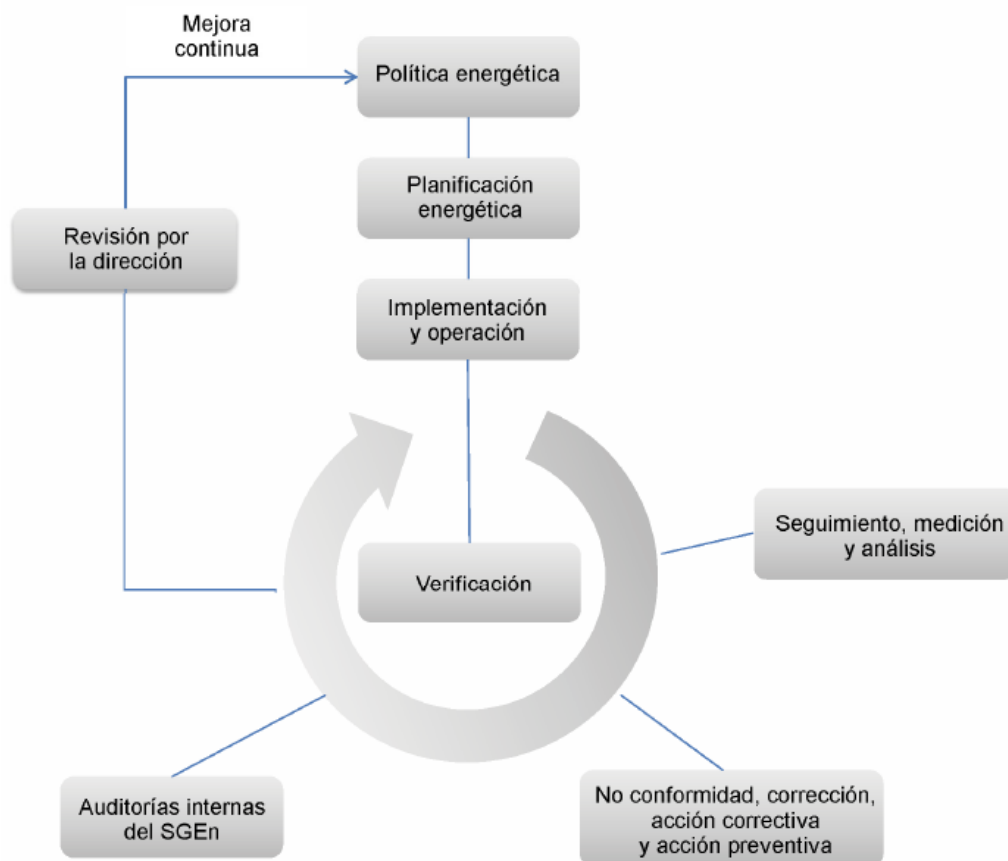 Mejora
continua
Política energética
Planificación
energética
Revisión por
la dirección
Implementación
y operación
Seguimiento, medición
y análisis
Verificación
Auditorías internas
del SGEn
No conformidad, corrección,
acción correctiva
y acción preventiva